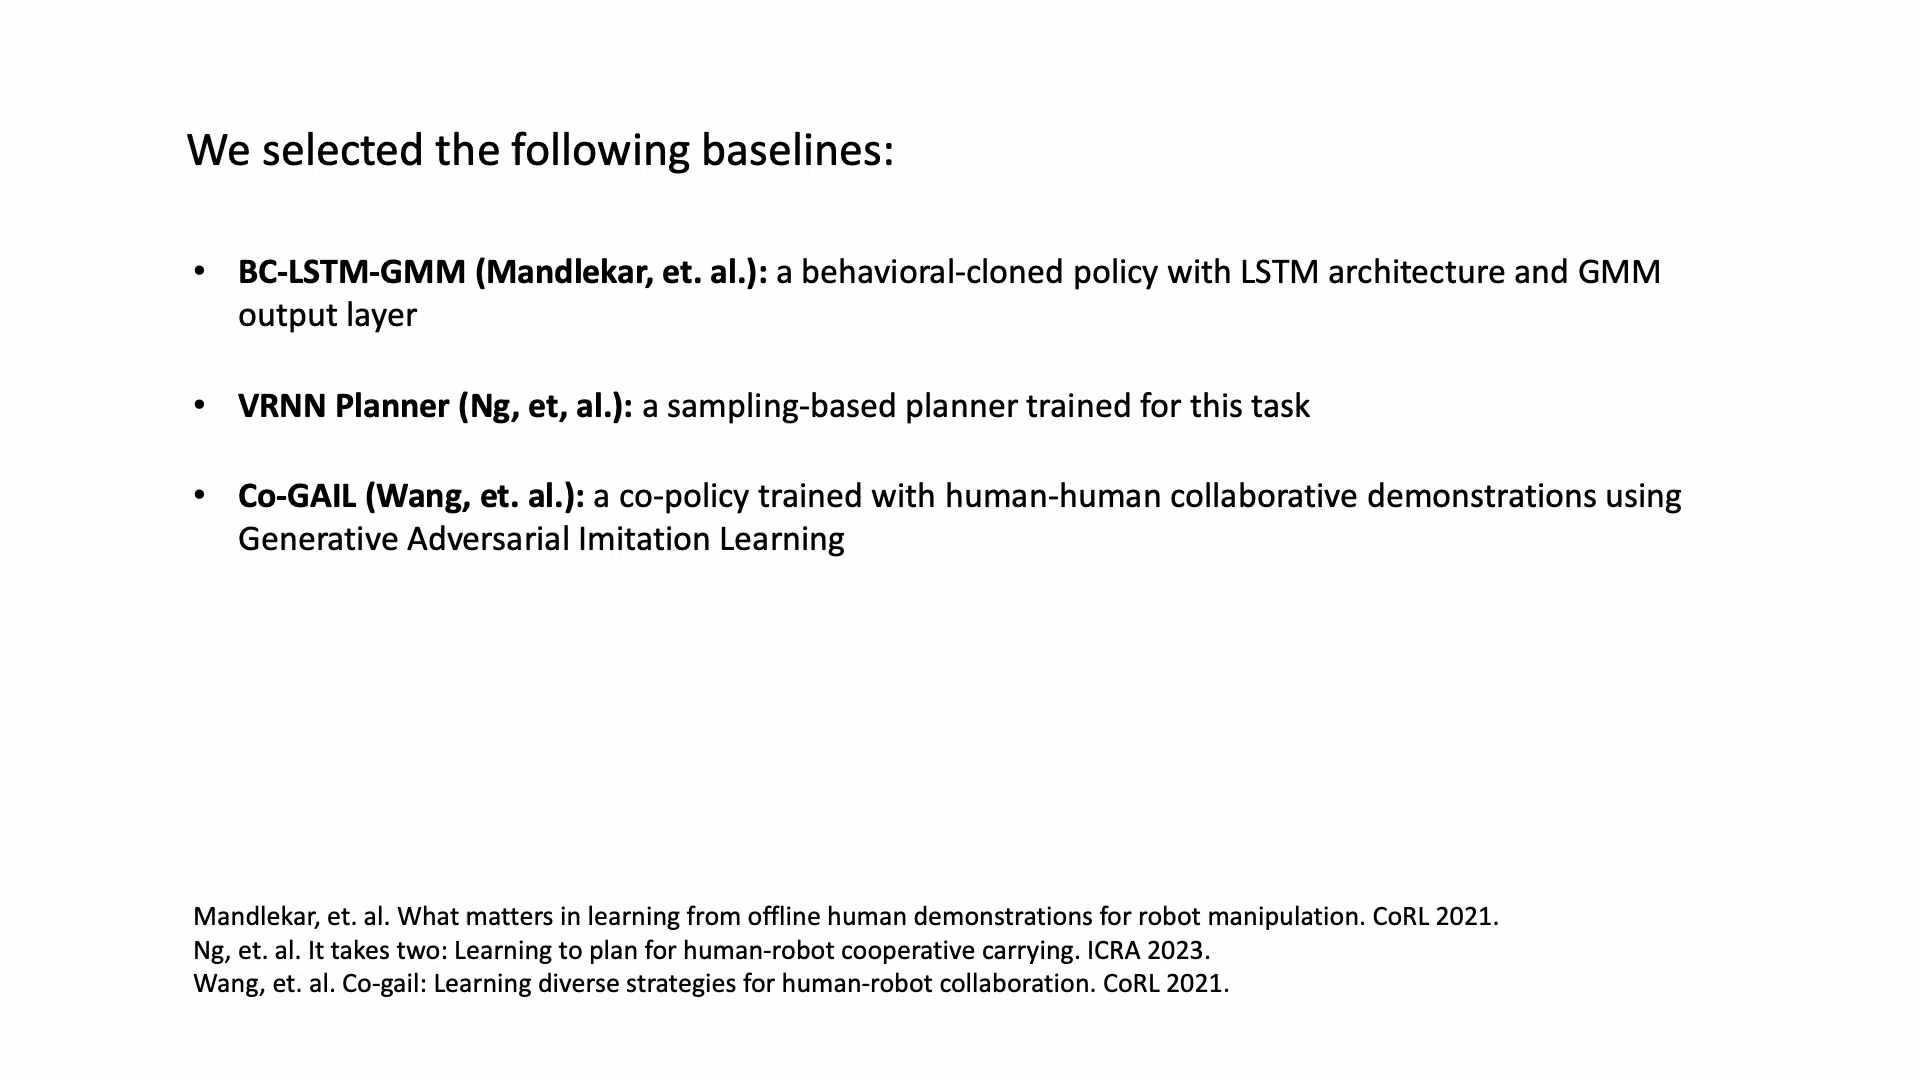 We selected the following baselines:
• BC-LSTM-GMM (Mandlekar, et. al.): a behavioral-cloned policy with LSTM architecture and GMM
output layer
• VRNN Planner (Ng, et, al.): a sampling-based planner trained for this task
• Co-GAIL (Wang, et. al.): a co-policy trained with human-human collaborative demonstrations using
Generative Adversarial Imitation Learning
Mandlekar, et. al. What matters in learning from offline human demonstrations for robot manipulation. CoRL 2021.
Ng, et. al. It takes two: Learning to plan for human-robot cooperative carrying. ICRA 2023.
Wang, et. al. Co-gail: Learning diverse strategies for human-robot collaboration. CoRL 2021.